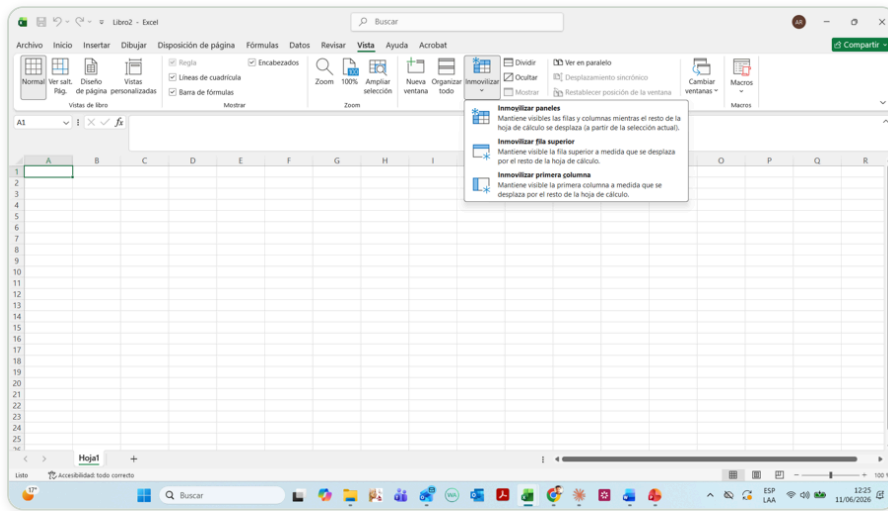 Libro2 - Excel
Buscar
AR
Archivo Inicio Insertar Dibujar Disposición de página Fórmulas Datos Revisar Vista Ayuda Acrobat
Compartir
Normal
Ver salt. Pág.
Diseño de página
Vistas personalizadas
Vistas de libro
Regla
Líneas de cuadrícula
Barra de fórmulas
Encabezados
Mostrar
Zoom
100%
Ampliar selección
Zoom
Nueva ventana
Organizar todo
Inmovilizar
Dividir
Ocultar
Mostrar
Ver en paralelo
Desplazamiento sincrónico
Restablecer posición de la ventana
Cambiar ventanas
Macros
Macros
Inmovilizar paneles
Mantiene visibles las filas y columnas mientras el resto de la
hoja de cálculo se desplaza (a partir de la selección actual).
Inmovilizar fila superior
Mantiene visible la fila superior a medida que se desplaza
por el resto de la hoja de cálculo.
Inmovilizar primera columna
Mantiene visible la primera columna a medida que se
desplaza por el resto de la hoja de cálculo.
A1
fx
A B C D E F G H I O P Q R
1
2
3
4
5
6
7
8
9
10
11
12
13
14
15
16
17
18
19
20
21
22
23
24
25
Hoja1
Listo
Accesibilidad: todo correcto
100
17°
Buscar
ESP
LAA
12:25
11/06/2026